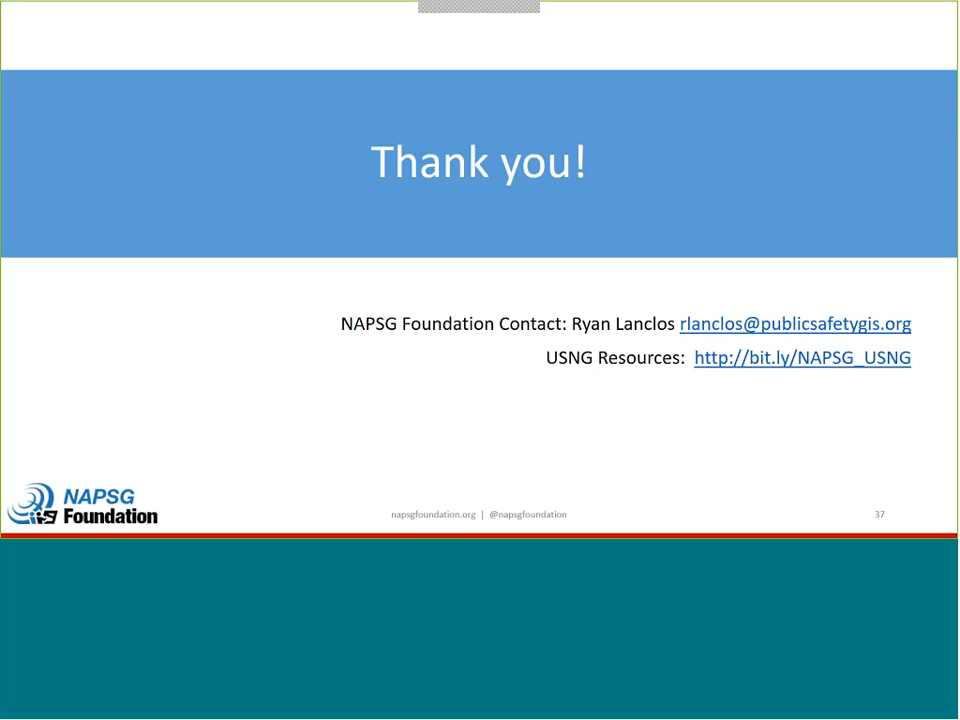 Thank you!
NAPSG Foundation Contact: Ryan Lanclos rlanclos@publicsafetygis.org
USNG Resources: http://bit.ly/NAPSG_USNG
NAPSG
Foundation
napsgfoundation.org | @napsgfoundation
37